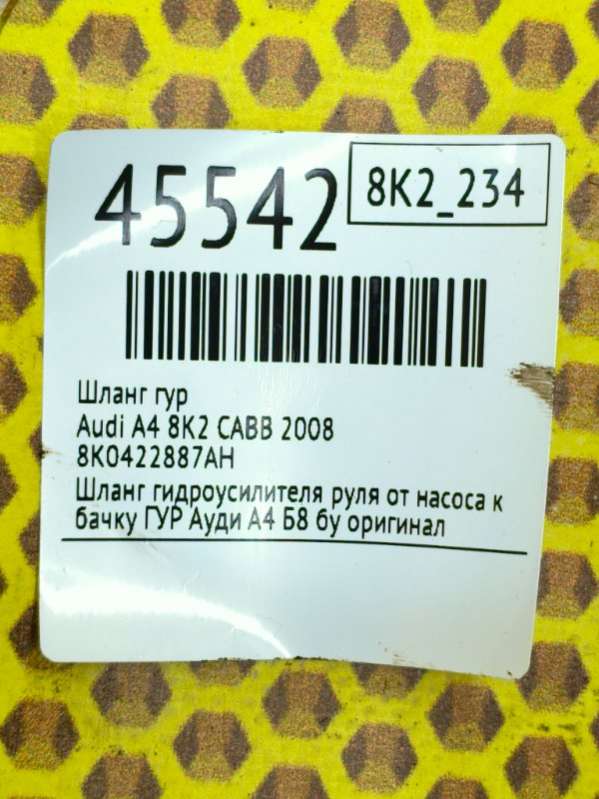 45542
8K2_234
Шланг гур
Audi A4 8K2 CABB 2008
8K0422887AH
Шланг гидроусилителя руля от насоса к
бачку ГУР Ауди А4 Б8 бу оригинал